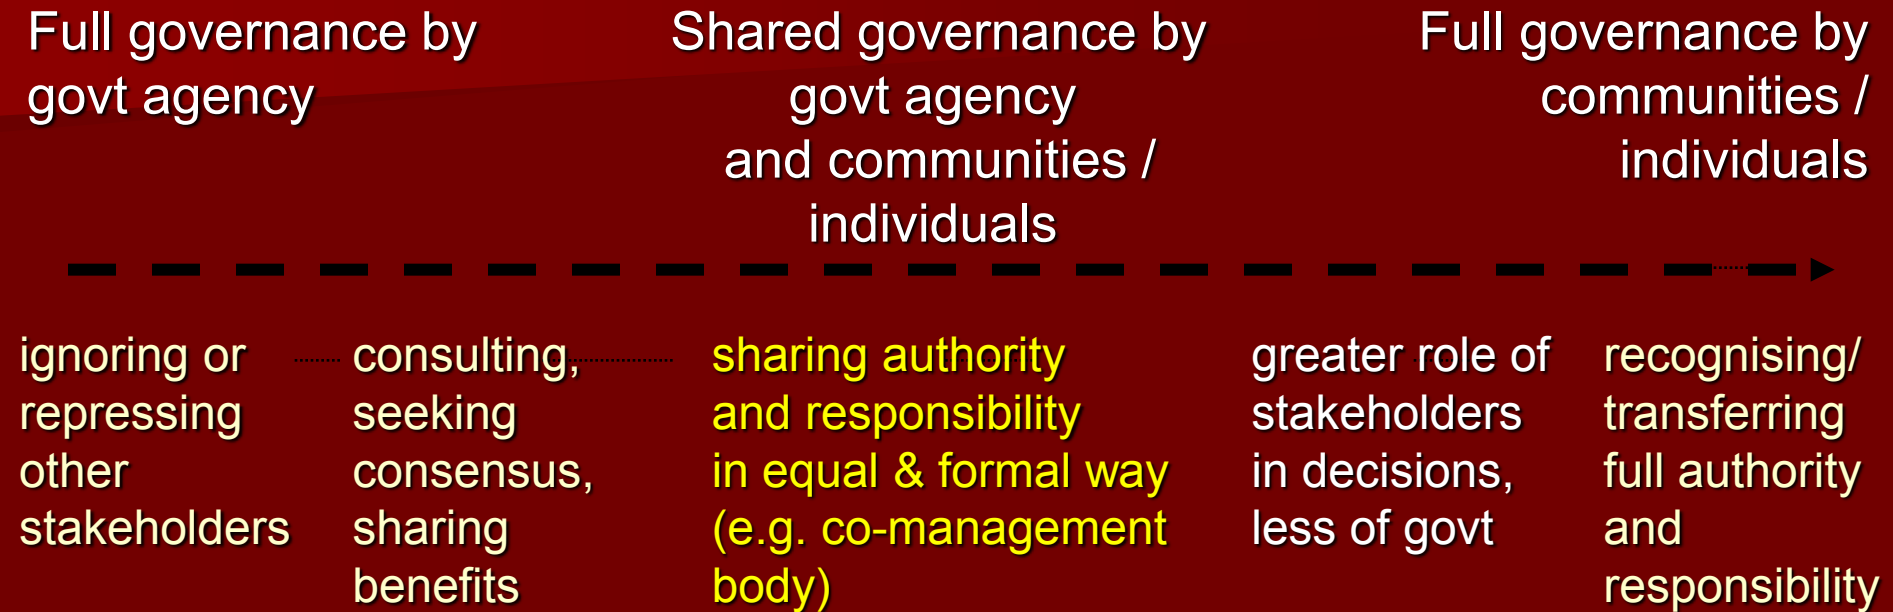 Full governance by
govt agency
Shared governance by
govt agency
and communities /
individuals
Full governance by
communities /
individuals
ignoring or
repressing
other
stakeholders
consulting,
seeking
consensus,
sharing
benefits
sharing authority
and responsibility
in equal & formal way
(e.g. co-management
body)
greater role of
stakeholders
in decisions,
less of govt
recognising/
transferring
full authority
and
responsibility